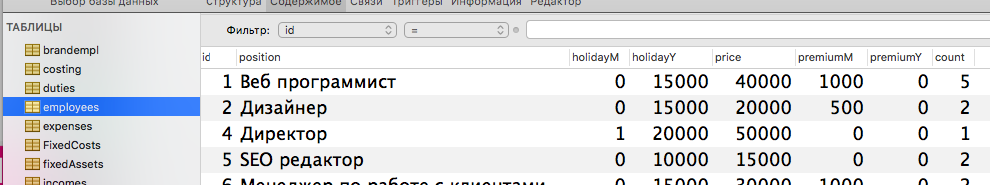 Выбор базы данных Структура Содержимое Связи Триггеры Информация Редактор
ТАБЛИЦЫ
Фильтр: id =
brandempl
costing
duties
employees
expenses
FixedCosts
fixedAssets
incomes
id position holidayM holidayY price premiumM premiumY count
1 Веб программист 0 15000 40000 1000 0 5
2 Дизайнер 0 15000 20000 500 0 2
4 Директор 1 20000 50000 0 0 1
5 SEO редактор 0 10000 15000 0 0 2
6 Менеджер по работе с клиентами 0 15000 30000 1000 0 2